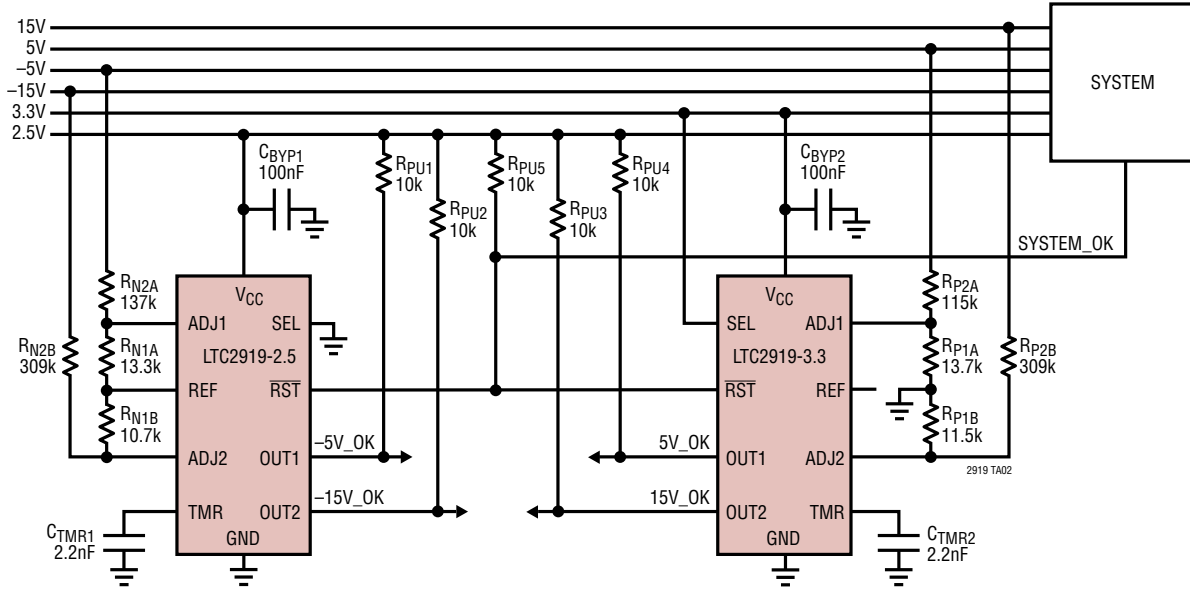 15V
5V
–5V
–15V
3.3V
2.5V
SYSTEM
CBYP1
100nF
RPU1
10k
RPU2
10k
RPU5
10k
RPU3
10k
RPU4
10k
CBYP2
100nF
SYSTEM_OK
RN2A
137k
RN2B
309k
RN1A
13.3k
RN1B
10.7k
VCC
ADJ1
SEL
LTC2919-2.5
REF
RST
ADJ2
OUT1
TMR
OUT2
GND
–5V_OK
–15V_OK
CTMR1
2.2nF
5V_OK
15V_OK
VCC
SEL
ADJ1
LTC2919-3.3
RST
REF
OUT1
ADJ2
OUT2
TMR
GND
RP2A
115k
RP1A
13.7k
RP2B
309k
RP1B
11.5k
2919 TA02
CTMR2
2.2nF